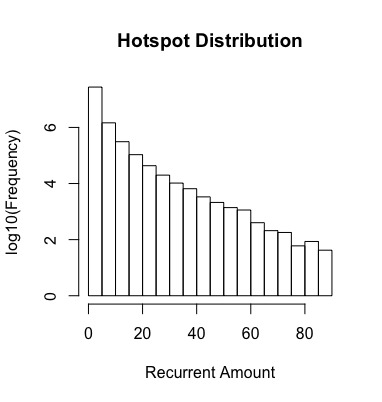 Hotspot Distribution
log10(Frequency)
6
4
2
0
0 20 40 60 80
Recurrent Amount